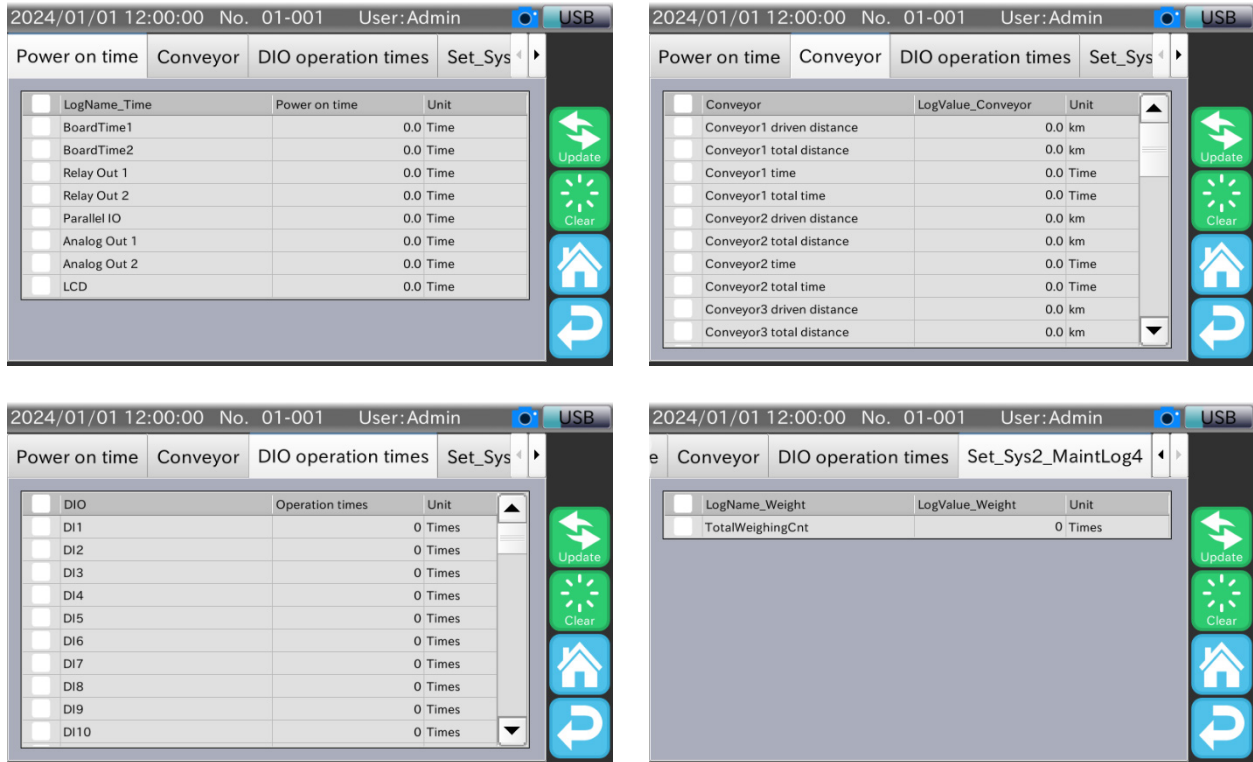 2024/01/01 12:00:00 No. 01-001 User:Admin USB
Power on time Conveyor DIO operation times Set_Sys
LogName_Time Power on time Unit
BoardTime1 0.0 Time
BoardTime2 0.0 Time
Relay Out 1 0.0 Time
Relay Out 2 0.0 Time
Parallel IO 0.0 Time
Analog Out 1 0.0 Time
Analog Out 2 0.0 Time
LCD 0.0 Time
Update
Clear
2024/01/01 12:00:00 No. 01-001 User:Admin USB
Power on time Conveyor DIO operation times Set_Sys
Conveyor LogValue_Conveyor Unit
Conveyor1 driven distance 0.0 km
Conveyor1 total distance 0.0 km
Conveyor1 time 0.0 Time
Conveyor1 total time 0.0 Time
Conveyor2 driven distance 0.0 km
Conveyor2 total distance 0.0 km
Conveyor2 time 0.0 Time
Conveyor2 total time 0.0 Time
Conveyor3 driven distance 0.0 km
Conveyor3 total distance 0.0 km
Update
Clear
2024/01/01 12:00:00 No. 01-001 User:Admin USB
Power on time Conveyor DIO operation times Set_Sys
DIO Operation times Unit
DI1 0 Times
DI2 0 Times
DI3 0 Times
DI4 0 Times
DI5 0 Times
DI6 0 Times
DI7 0 Times
DI8 0 Times
DI9 0 Times
DI10 0 Times
Update
Clear
2024/01/01 12:00:00 No. 01-001 User:Admin USB
e Conveyor DIO operation times Set_Sys2_MaintLog4
LogName_Weight LogValue_Weight Unit
TotalWeighingCnt 0 Times
Update
Clear